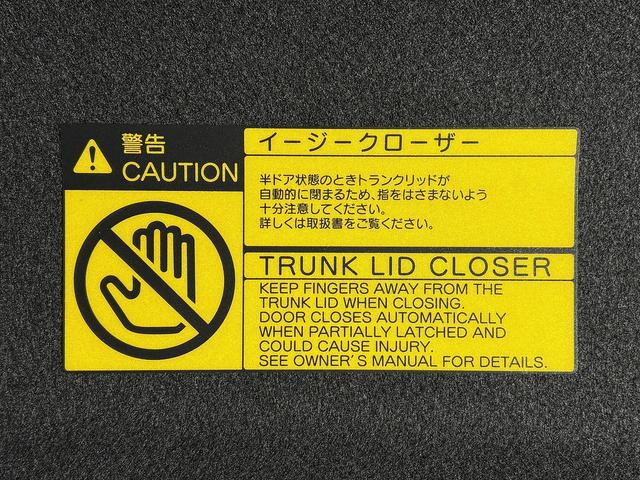 警告
CAUTION
イージークローザー
半ドア状態のときトランクリッドが
自動的に閉まるため、指をはさまないよう
十分注意してください。
詳しくは取扱書をご覧ください。
TRUNK LID CLOSER
KEEP FINGERS AWAY FROM THE
TRUNK LID WHEN CLOSING.
DOOR CLOSES AUTOMATICALLY
WHEN PARTIALLY LATCHED AND
COULD CAUSE INJURY.
SEE OWNER'S MANUAL FOR DETAILS.